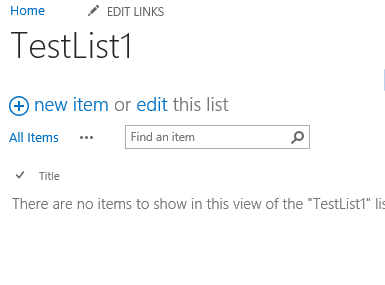 Home EDIT LINKS
TestList1
new item or edit this list
All Items ••• Find an item
Title
There are no items to show in this view of the "TestList1"